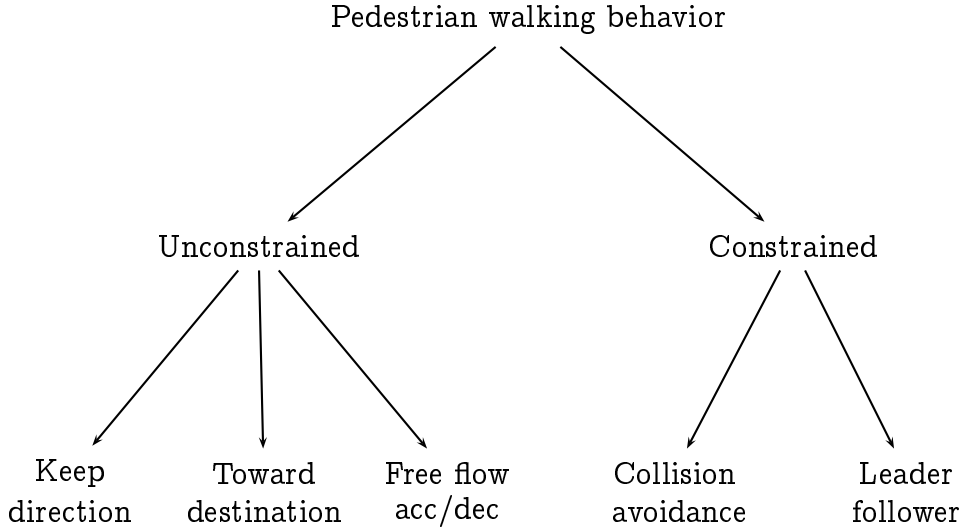 Pedestrian walking behavior
Unconstrained
Constrained
Keep
direction
Toward
destination
Free flow
acc/dec
Collision
avoidance
Leader
follower